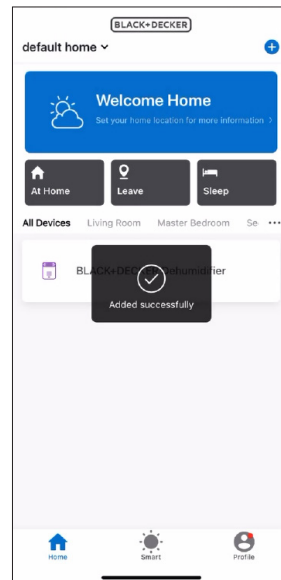 BLACK+DECKER
default home
Welcome Home
Set your home location for more information >
At Home
Leave
Sleep
All Devices Living Room Master Bedroom Se ...
BLACK+DECKER Dehumidifier
Added successfully
Home
Smart
Profile